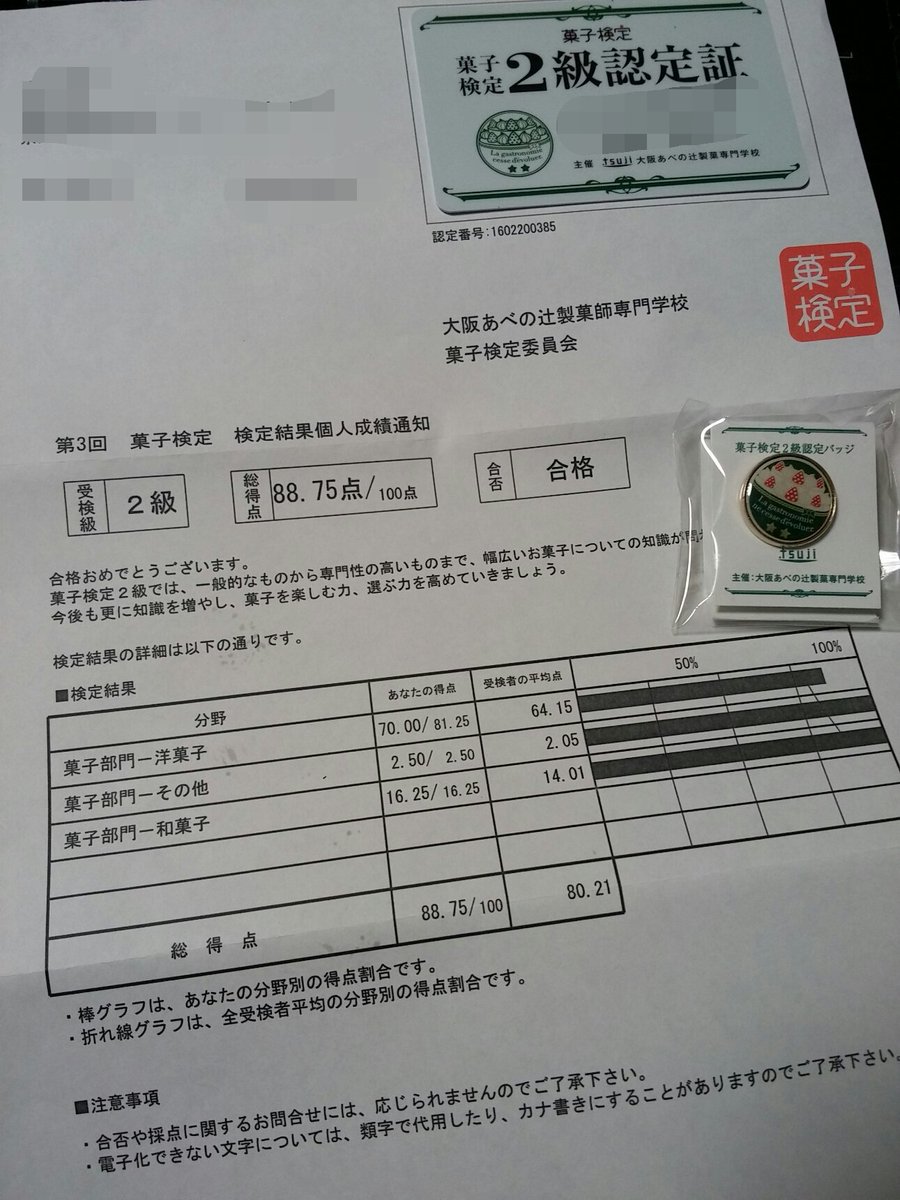 菓子検定
菓子検定 2級認定証
La gastronomie
ne cesse d'évoluer.
主催 tsuji 大阪あべの辻製菓専門学校
認定番号:1602200385
菓子検定
大阪あべの辻製菓師専門学校
菓子検定委員会
第3回 菓子検定 検定結果個人成績通知
受検級 2級 総得点 88.75点/100点 合否 合格
菓子検定2級認定バッジ
La gastronomie
ne cesse d'évoluer.
tsuji
主催:大阪あべの辻製菓専門学校
合格おめでとうございます。
菓子検定2級では、一般的なものから専門性の高いものまで、幅広いお菓子についての知識が問
今後も更に知識を増やし、菓子を楽しむ力、選ぶ力を高めていきましょう。
検定結果の詳細は以下の通りです。
■検定結果
分野 あなたの得点 受検者の平均点 50% 100%
菓子部門－洋菓子 70.00/81.25 64.15
菓子部門－その他 2.50/2.50 2.05
菓子部門－和菓子 16.25/16.25 14.01
総得点 88.75/100 80.21
・棒グラフは、あなたの分野別の得点割合です。
・折れ線グラフは、全受検者平均の分野別の得点割合です。
■注意事項
・合否や採点に関するお問合せには、応じられませんのでご了承下さい。
・電子化できない文字については、類字で代用したり、カナ書きにすることがありますのでご了承下さい。